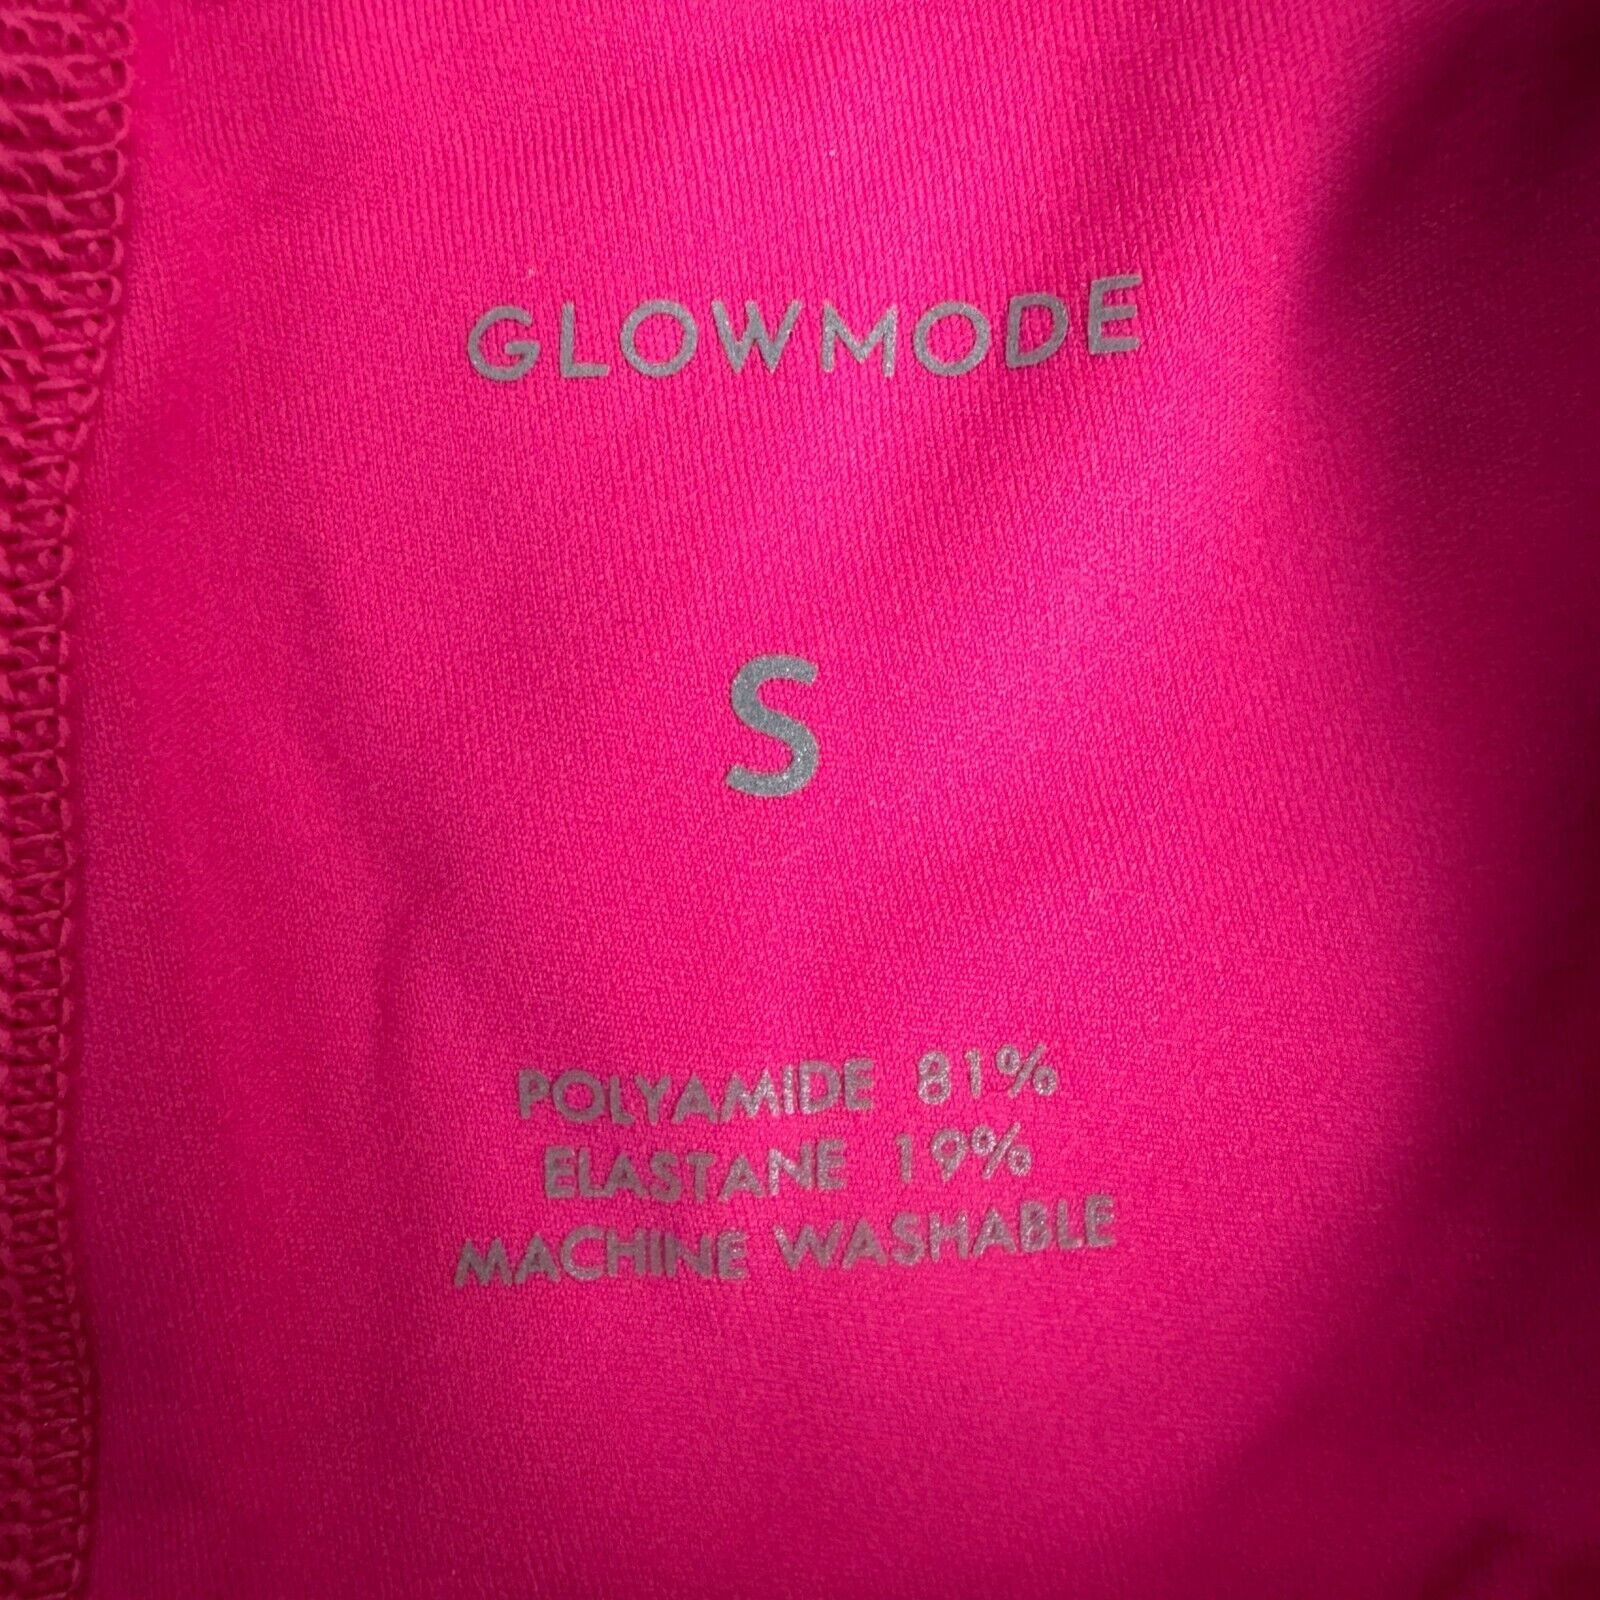 GLOWMODE
S
POLYAMIDE 81%
ELASTANE 19%
MACHINE WASHABLE